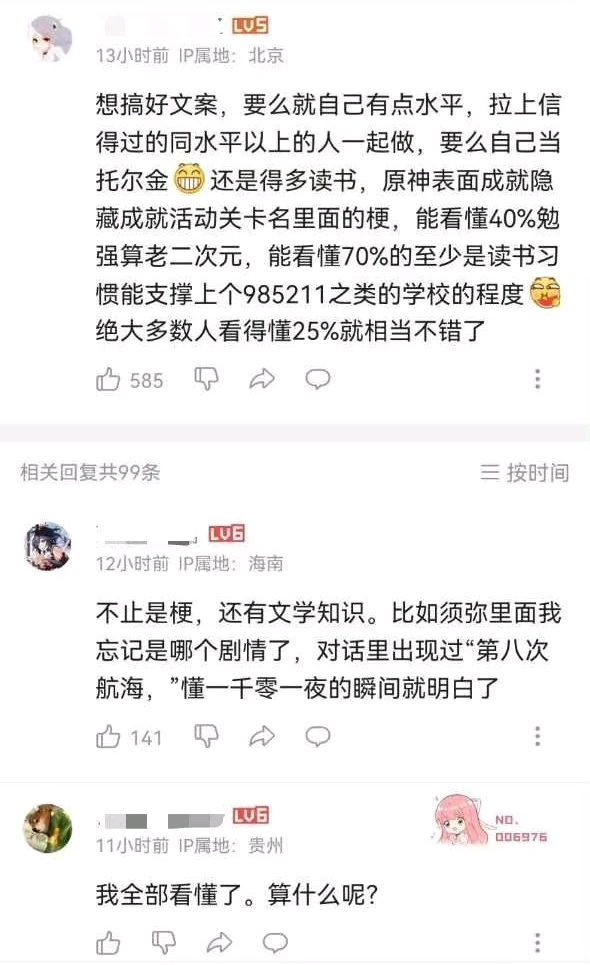 LV5
13小时前 IP属地：北京
想搞好文案，要么就自己有点水平，拉上信
得过的同水平以上的人一起做，要么自己当
托尔金 还是得多读书，原神表面成就隐
藏成就活动关卡名里面的梗，能看懂40%勉
强算老二次元，能看懂70%的至少是读书习
惯能支撑上个985211之类的学校的程度
绝大多数人看得懂25%就相当不错了
585
相关回复共99条 按时间
LV6
12小时前 IP属地：海南
不止是梗，还有文学知识。比如须弥里面我
忘记是哪个剧情了，对话里出现过“第八次
航海，”懂一千零一夜的瞬间就明白了
141
LV6
NO.
006976
11小时前 IP属地：贵州
我全部看懂了。算什么呢？